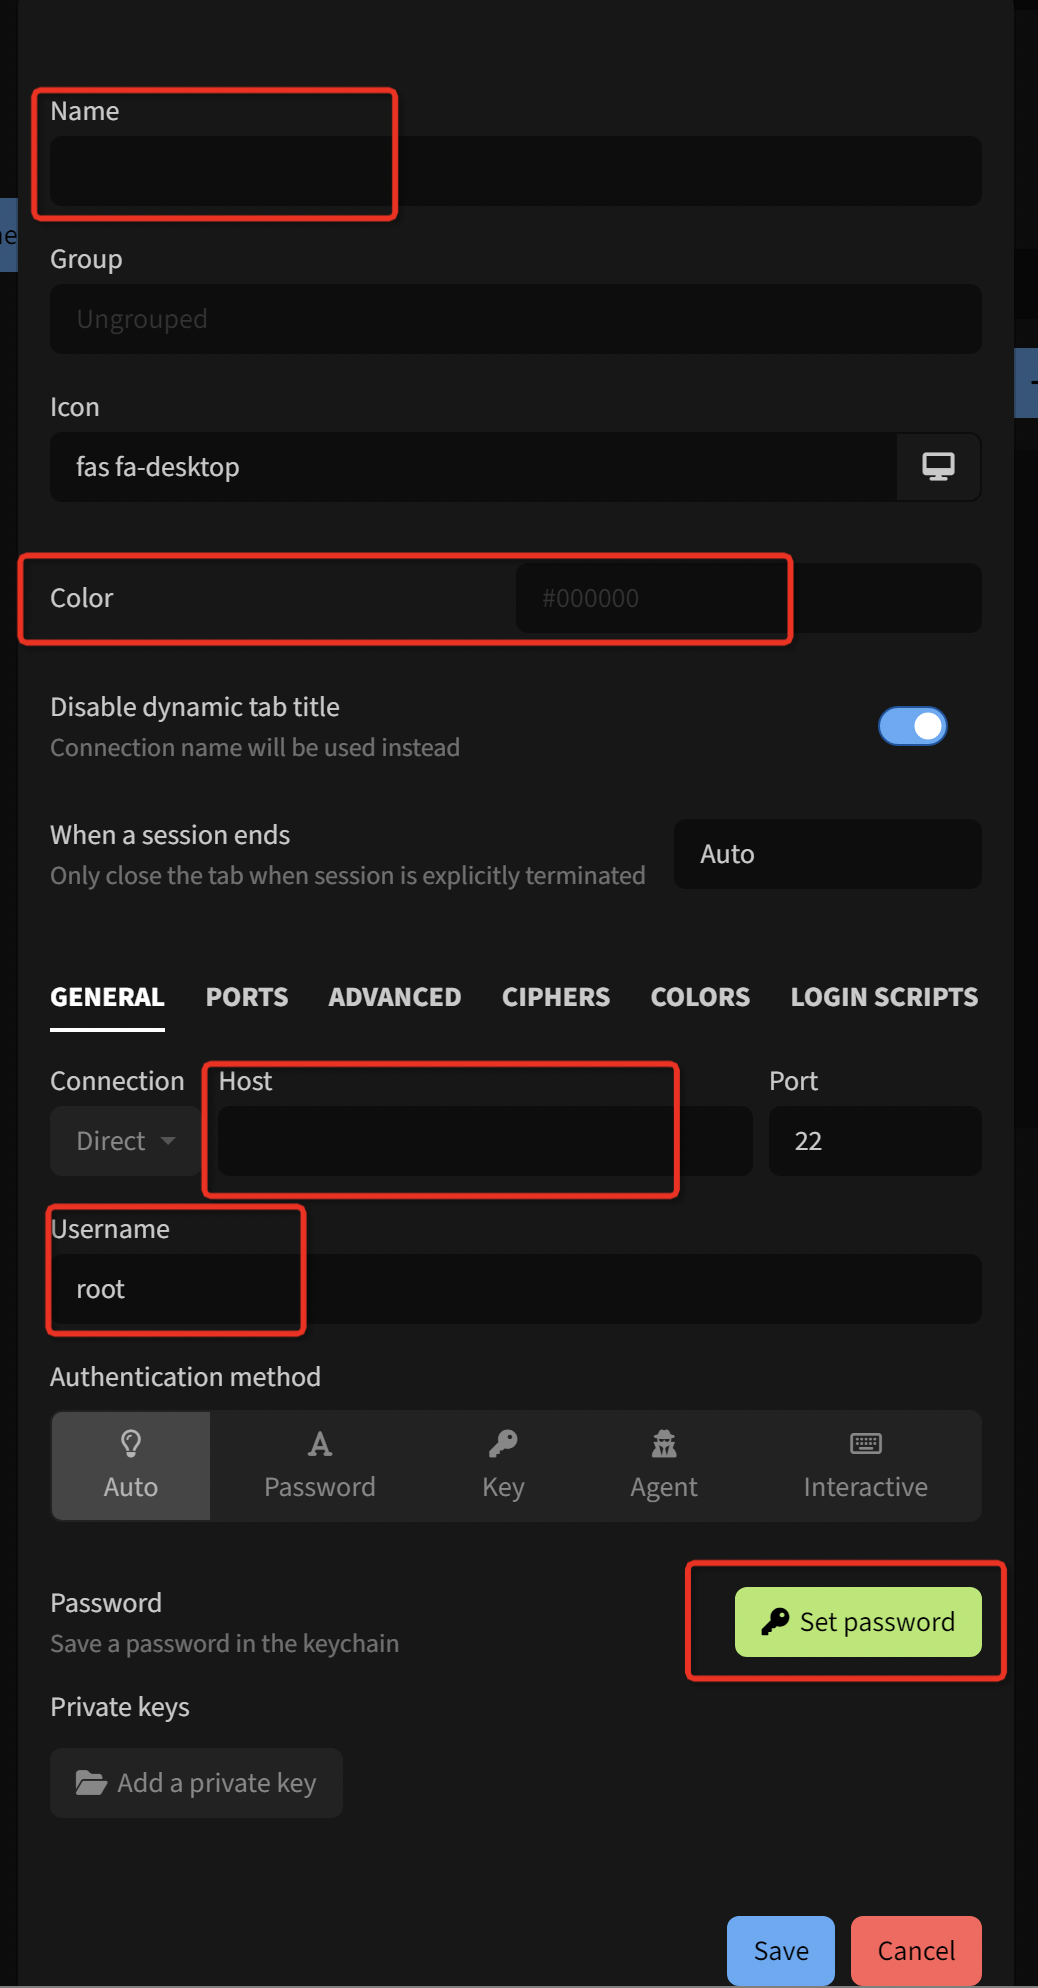 Name
Group
Ungrouped
Icon
fas fa-desktop
Color #000000
Disable dynamic tab title
Connection name will be used instead
When a session ends
Only close the tab when session is explicitly terminated
Auto
GENERAL PORTS ADVANCED CIPHERS COLORS LOGIN SCRIPTS
Connection Host Port
Direct 22
Username
root
Authentication method
Auto Password Key Agent Interactive
Password
Save a password in the keychain
Set password
Private keys
Add a private key
Save Cancel